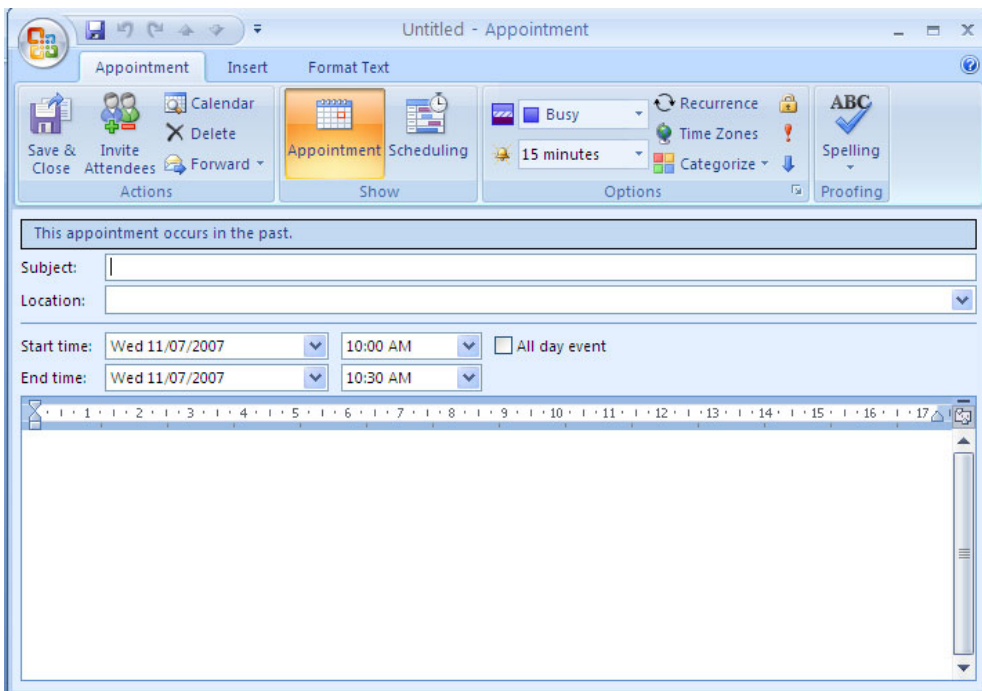 Untitled - Appointment
Appointment Insert Format Text
Save & Close
Invite Attendees
Calendar
Delete
Forward
Actions
Appointment
Scheduling
Show
Busy
15 minutes
Recurrence
Time Zones
Categorize
Options
ABC
Spelling
Proofing
This appointment occurs in the past.
Subject:
Location:
Start time: Wed 11/07/2007 10:00 AM All day event
End time: Wed 11/07/2007 10:30 AM
1 2 3 4 5 6 7 8 9 10 11 12 13 14 15 16 17